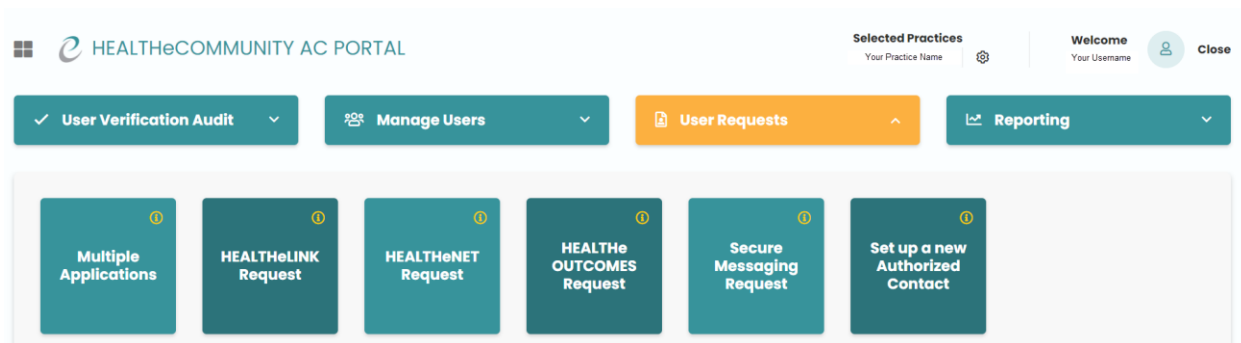 HEALTHeCOMMUNITY AC PORTAL
Selected Practices
Your Practice Name
Welcome
Your Username
Close
User Verification Audit
Manage Users
User Requests
Reporting
Multiple
Applications
HEALTHeLINK
Request
HEALTHeNET
Request
HEALTHe
OUTCOMES
Request
Secure
Messaging
Request
Set up a new
Authorized
Contact